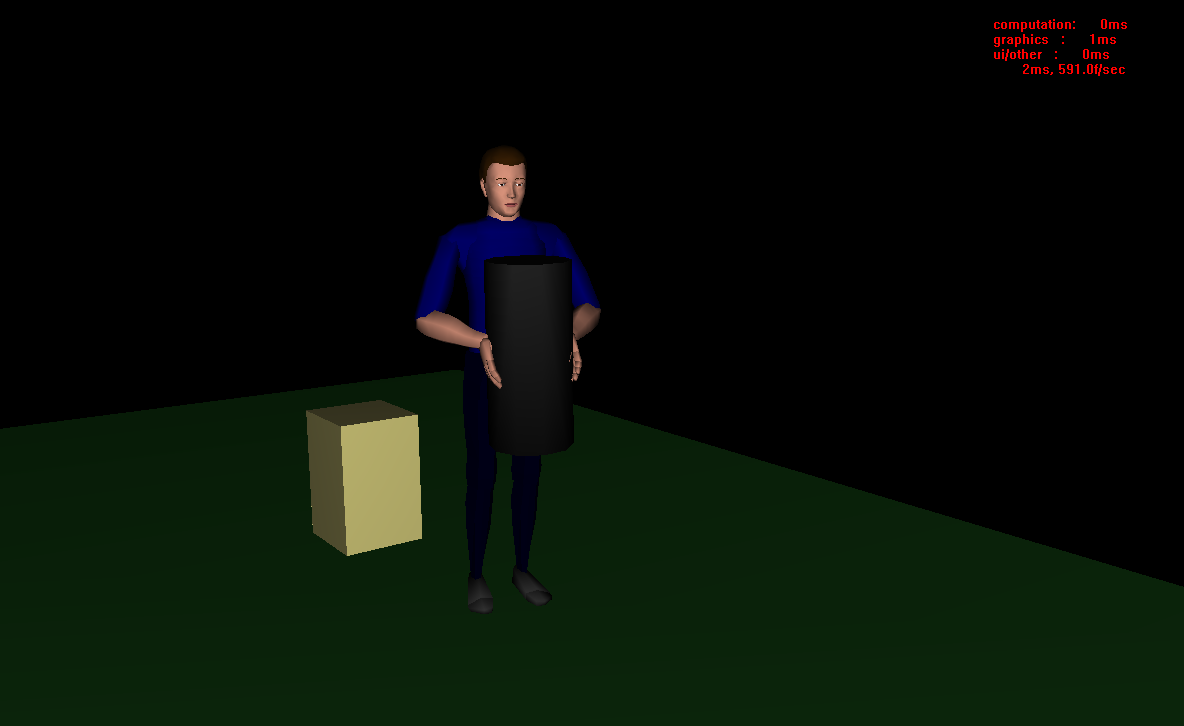 computation: 0ms
graphics : 1ms
ui/other : 0ms
2ms, 591.0f/sec